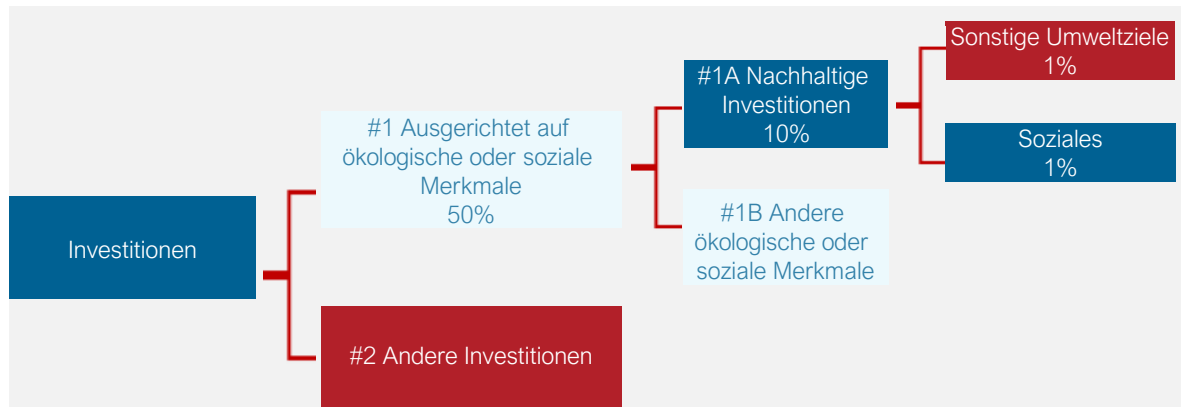 Investitionen
#1 Ausgerichtet auf
ökologische oder soziale
Merkmale
50%
#2 Andere Investitionen
#1A Nachhaltige
Investitionen
10%
#1B Andere
ökologische oder
soziale Merkmale
Sonstige Umweltziele
1%
Soziales
1%